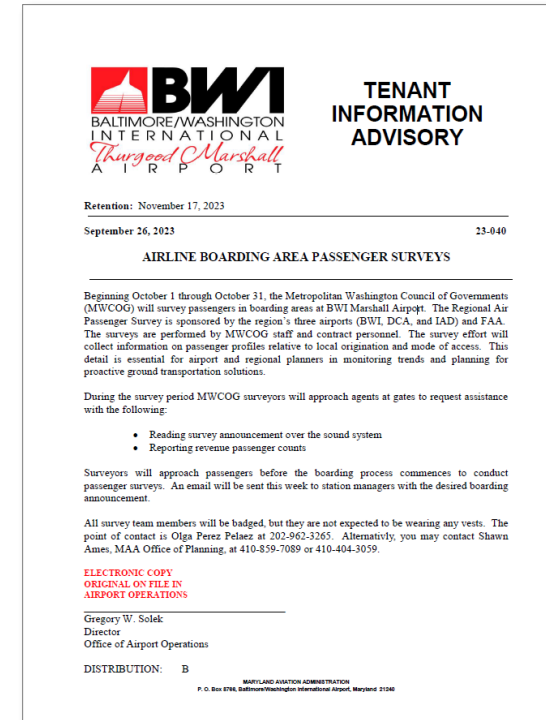 BWI
BALTIMORE/WASHINGTON
INTERNATIONAL
Thurgood Marshall
AIRPORT
TENANT
INFORMATION
ADVISORY
Retention: November 17, 2023
September 26, 2023 23-040
AIRLINE BOARDING AREA PASSENGER SURVEYS
Beginning October 1 through October 31, the Metropolitan Washington Council of Governments
(MWCOG) will survey passengers in boarding areas at BWI Marshall Airport. The Regional Air
Passenger Survey is sponsored by the region's three airports (BWI, DCA, and IAD) and FAA.
The surveys are performed by MWCOG staff and contract personnel. The survey effort will
collect information on passenger profiles relative to local origination and mode of access. This
detail is essential for airport and regional planners in monitoring trends and planning for
proactive ground transportation solutions.
During the survey period MWCOG surveyors will approach agents at gates to request assistance
with the following:
• Reading survey announcement over the sound system
• Reporting revenue passenger counts
Surveyors will approach passengers before the boarding process commences to conduct
passenger surveys. An email will be sent this week to station managers with the desired boarding
announcement.
All survey team members will be badged, but they are not expected to be wearing any vests. The
point of contact is Olga Perez Pelaez at 202-962-3265. Alternativly, you may contact Shawn
Ames, MAA Office of Planning, at 410-859-7089 or 410-404-3059.
ELECTRONIC COPY
ORIGINAL ON FILE IN
AIRPORT OPERATIONS
Gregory W. Solek
Director
Office of Airport Operations
DISTRIBUTION: B
MARYLAND AVIATION ADMINISTRATION
P. O. Box 8766, Baltimore/Washington International Airport, Maryland 21240